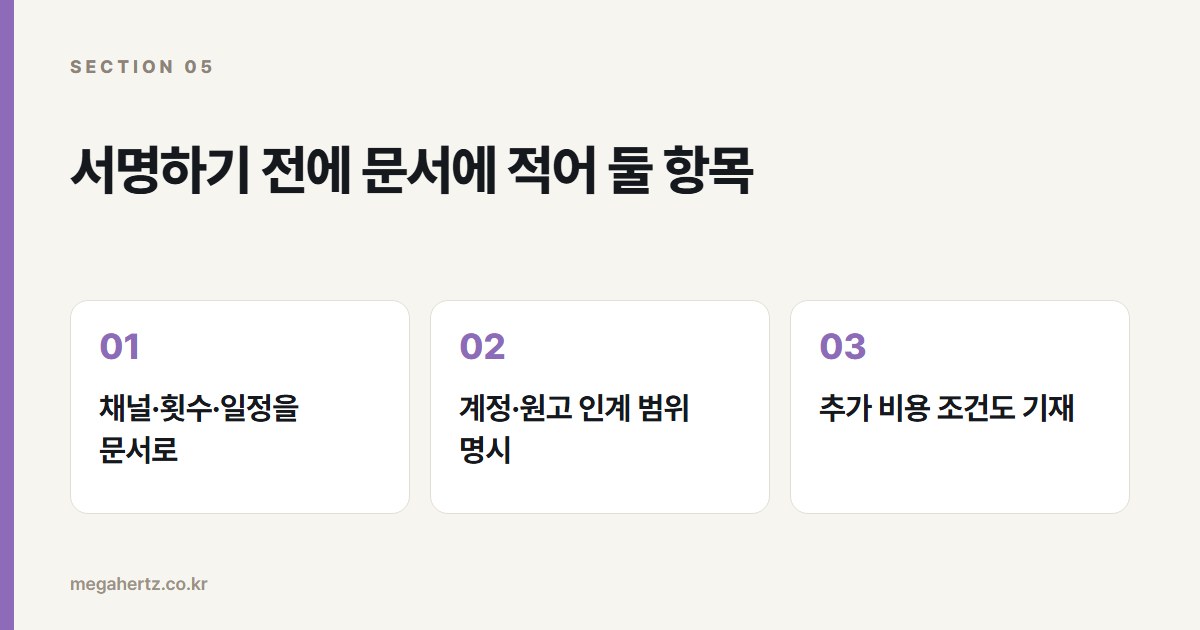 SECTION 05
서명하기 전에 문서에 적어 둘 항목
01
채널·횟수·일정을
문서로
02
계정·원고 인계 범위
명시
03
추가 비용 조건도 기재
megahertz.co.kr